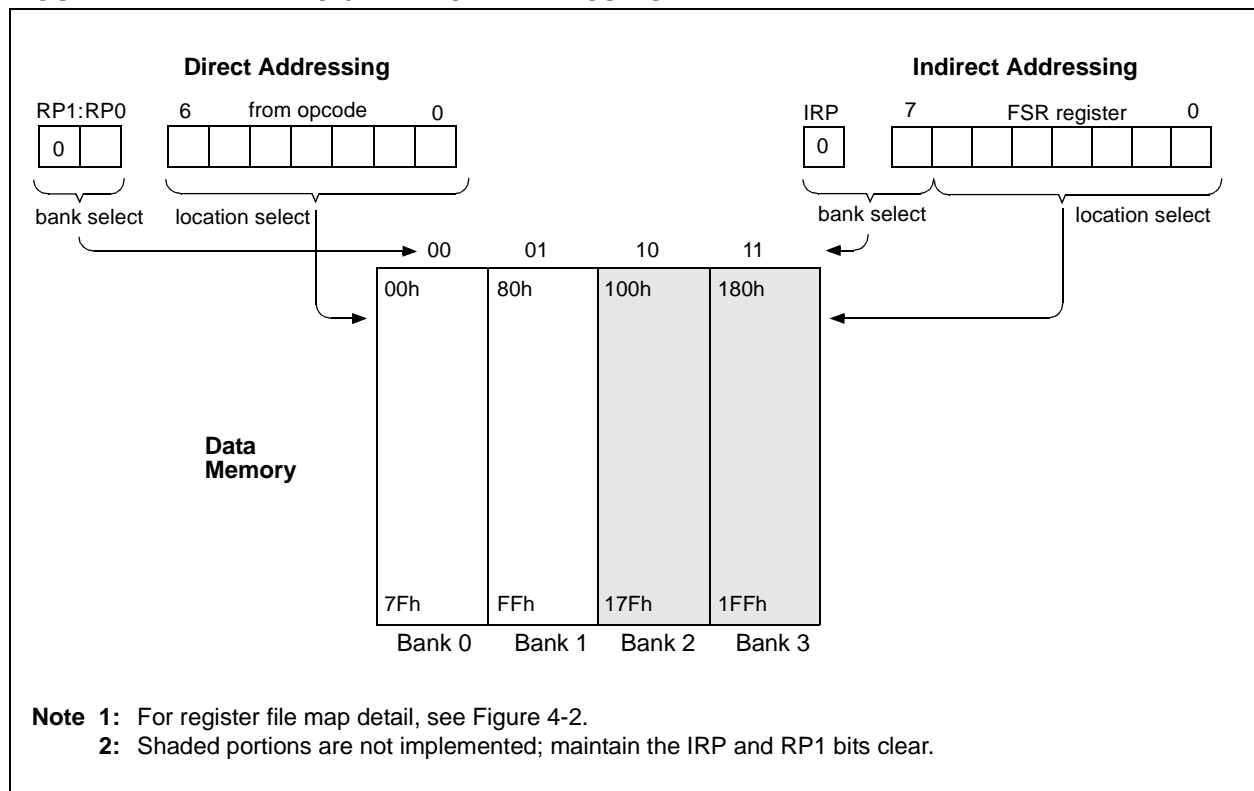 Direct Addressing
Indirect Addressing
RP1:RP0 6 from opcode 0
IRP 7 FSR register 0
0
0
bank select location select
bank select location select
00 01 10 11
00h 80h 100h 180h
Data
Memory
7Fh FFh 17Fh 1FFh
Bank 0 Bank 1 Bank 2 Bank 3
Note 1: For register file map detail, see Figure 4-2.
2: Shaded portions are not implemented; maintain the IRP and RP1 bits clear.